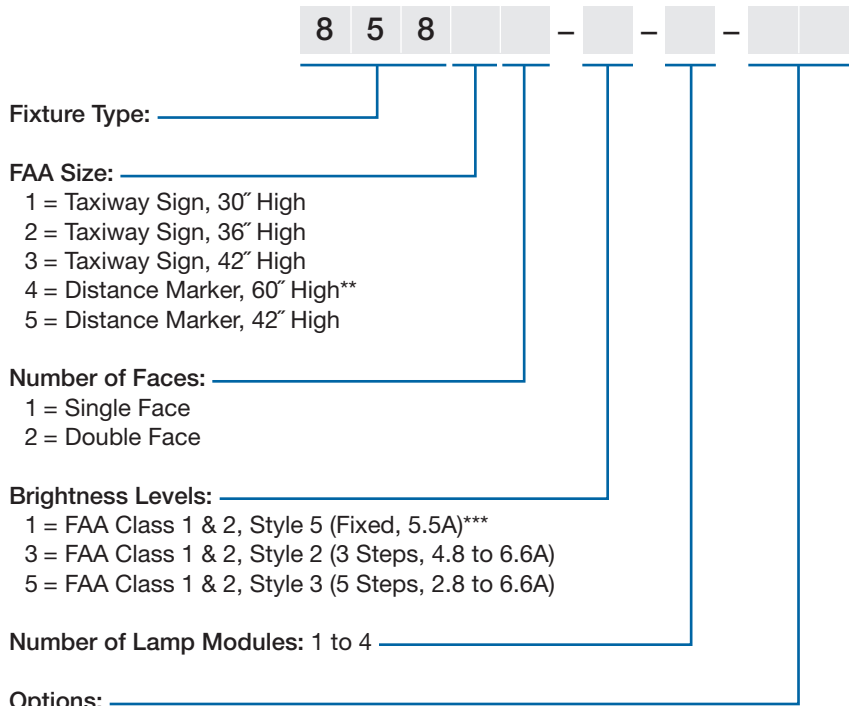 8 5 8 – – –
Fixture Type:
FAA Size:
1 = Taxiway Sign, 30˝ High
2 = Taxiway Sign, 36˝ High
3 = Taxiway Sign, 42˝ High
4 = Distance Marker, 60˝ High**
5 = Distance Marker, 42˝ High
Number of Faces:
1 = Single Face
2 = Double Face
Brightness Levels:
1 = FAA Class 1 & 2, Style 5 (Fixed, 5.5A)***
3 = FAA Class 1 & 2, Style 2 (3 Steps, 4.8 to 6.6A)
5 = FAA Class 1 & 2, Style 3 (5 Steps, 2.8 to 6.6A)
Number of Lamp Modules: 1 to 4
Options: